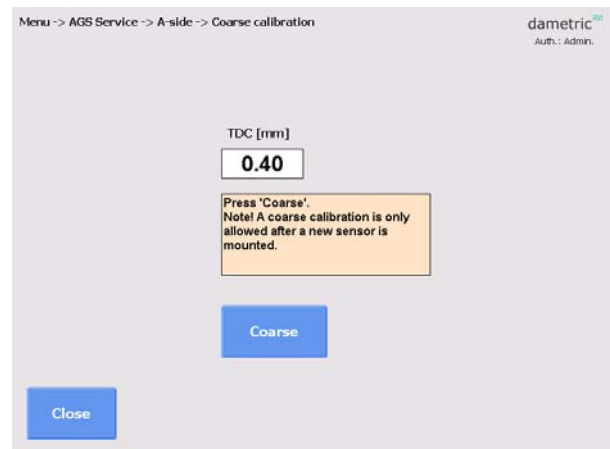 Menu -> AGS Service -> A-side -> Coarse calibration
dametric
Auth.: Admin.
TDC [mm]
0.40
Press 'Coarse'.
Note! A coarse calibration is only
allowed after a new sensor is
mounted.
Coarse
Close